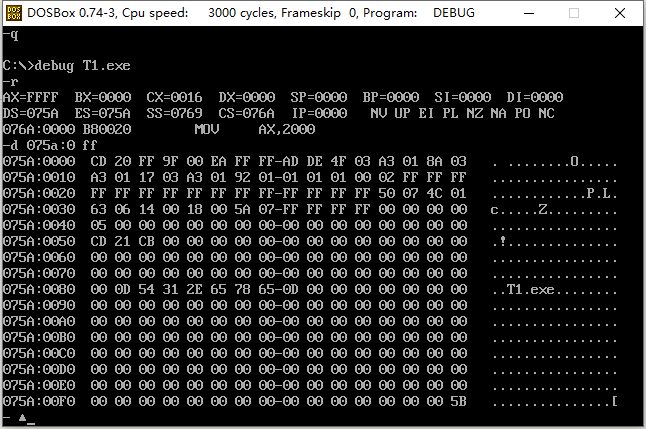 DOSBox 0.74-3, Cpu speed: 3000 cycles, Frameskip 0, Program: DEBUG
-q
C:\>debug T1.exe
-r
AX=FFFF BX=0000 CX=0016 DX=0000 SP=0000 BP=0000 SI=0000 DI=0000
DS=075A ES=075A SS=0769 CS=076A IP=0000 NV UP EI PL NZ NA PO NC
076A:0000 B80020 MOV AX,2000
-d 075a:0 ff
075A:0000 CD 20 FF 9F 00 EA FF FF-AD DE 4F 03 A3 01 8A 03 . ........O.....
075A:0010 A3 01 17 03 A3 01 92 01-01 01 01 00 02 FF FF FF ................
075A:0020 FF FF FF FF FF FF FF FF-FF FF FF FF 50 07 4C 01 ............P.L.
075A:0030 63 06 14 00 18 00 5A 07-FF FF FF FF 00 00 00 00 c.....Z.........
075A:0040 05 00 00 00 00 00 00 00-00 00 00 00 00 00 00 00 ................
075A:0050 CD 21 CB 00 00 00 00 00-00 00 00 00 00 00 00 00 .!..............
075A:0060 00 00 00 00 00 00 00 00-00 00 00 00 00 00 00 00 ................
075A:0070 00 00 00 00 00 00 00 00-00 00 00 00 00 00 00 00 ................
075A:0080 00 0D 54 31 2E 65 78 65-0D 00 00 00 00 00 00 00 ..T1.exe........
075A:0090 00 00 00 00 00 00 00 00-00 00 00 00 00 00 00 00 ................
075A:00A0 00 00 00 00 00 00 00 00-00 00 00 00 00 00 00 00 ................
075A:00B0 00 00 00 00 00 00 00 00-00 00 00 00 00 00 00 00 ................
075A:00C0 00 00 00 00 00 00 00 00-00 00 00 00 00 00 00 00 ................
075A:00D0 00 00 00 00 00 00 00 00-00 00 00 00 00 00 00 00 ................
075A:00E0 00 00 00 00 00 00 00 00-00 00 00 00 00 00 00 00 ................
075A:00F0 00 00 00 00 00 00 00 00-00 00 00 00 00 00 00 5B ...............[
- ▲_